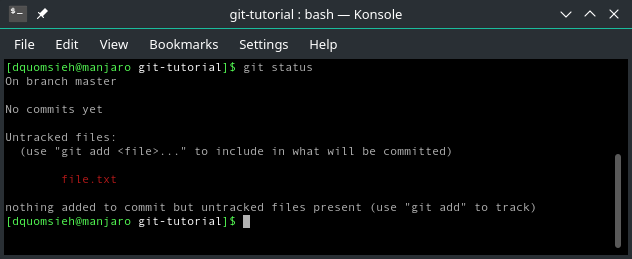 git-tutorial : bash — Konsole
File Edit View Bookmarks Settings Help
[dquomsieh@manjaro git-tutorial]$ git status
On branch master
No commits yet
Untracked files:
(use "git add <file>..." to include in what will be committed)
file.txt
nothing added to commit but untracked files present (use "git add" to track)
[dquomsieh@manjaro git-tutorial]$